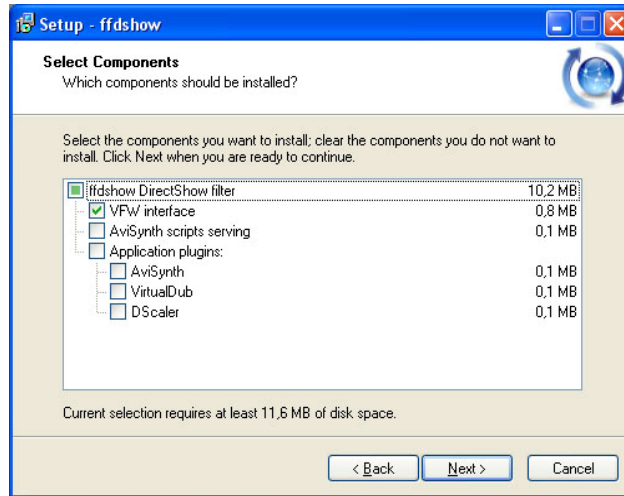 Setup - ffdshow
Select Components
Which components should be installed?
Select the components you want to install; clear the components you do not want to
install. Click Next when you are ready to continue.
ffdshow DirectShow filter 10,2 MB
VFW interface 0,8 MB
AviSynth scripts serving 0,1 MB
Application plugins:
AviSynth 0,1 MB
VirtualDub 0,1 MB
DScaler 0,1 MB
Current selection requires at least 11,6 MB of disk space.
< Back Next > Cancel